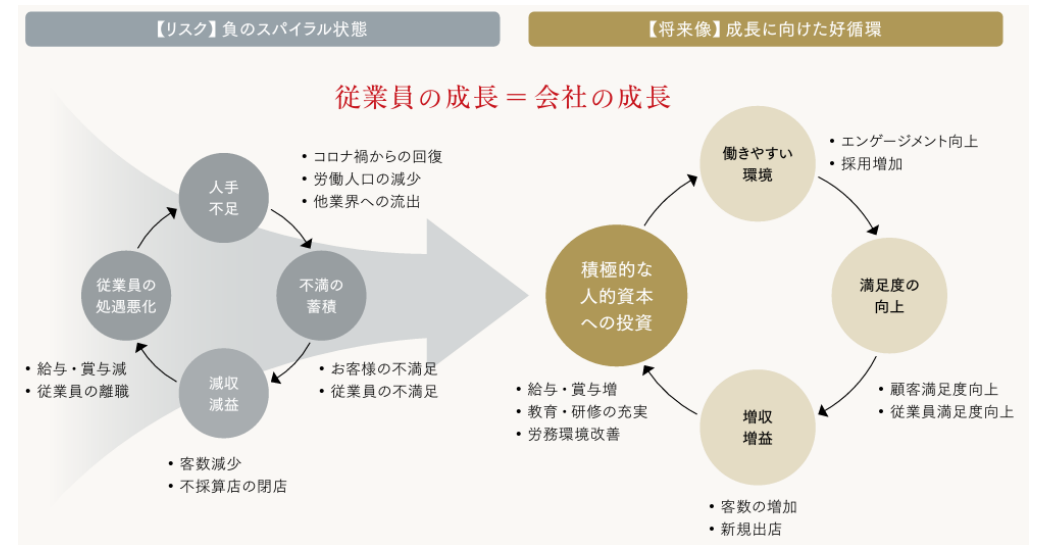 【リスク】負のスパイラル状態
【将来像】成長に向けた好循環
従業員の成長＝会社の成長
人手
不足
• コロナ禍からの回復
• 労働人口の減少
• 他業界への流出
不満の
蓄積
• お客様の不満足
• 従業員の不満足
減収
減益
• 客数減少
• 不採算店の閉店
従業員の
処遇悪化
• 給与・賞与減
• 従業員の離職
働きやすい
環境
• エンゲージメント向上
• 採用増加
満足度の
向上
• 顧客満足度向上
• 従業員満足度向上
増収
増益
• 客数の増加
• 新規出店
積極的な
人的資本
への投資
• 給与・賞与増
• 教育・研修の充実
• 労務環境改善